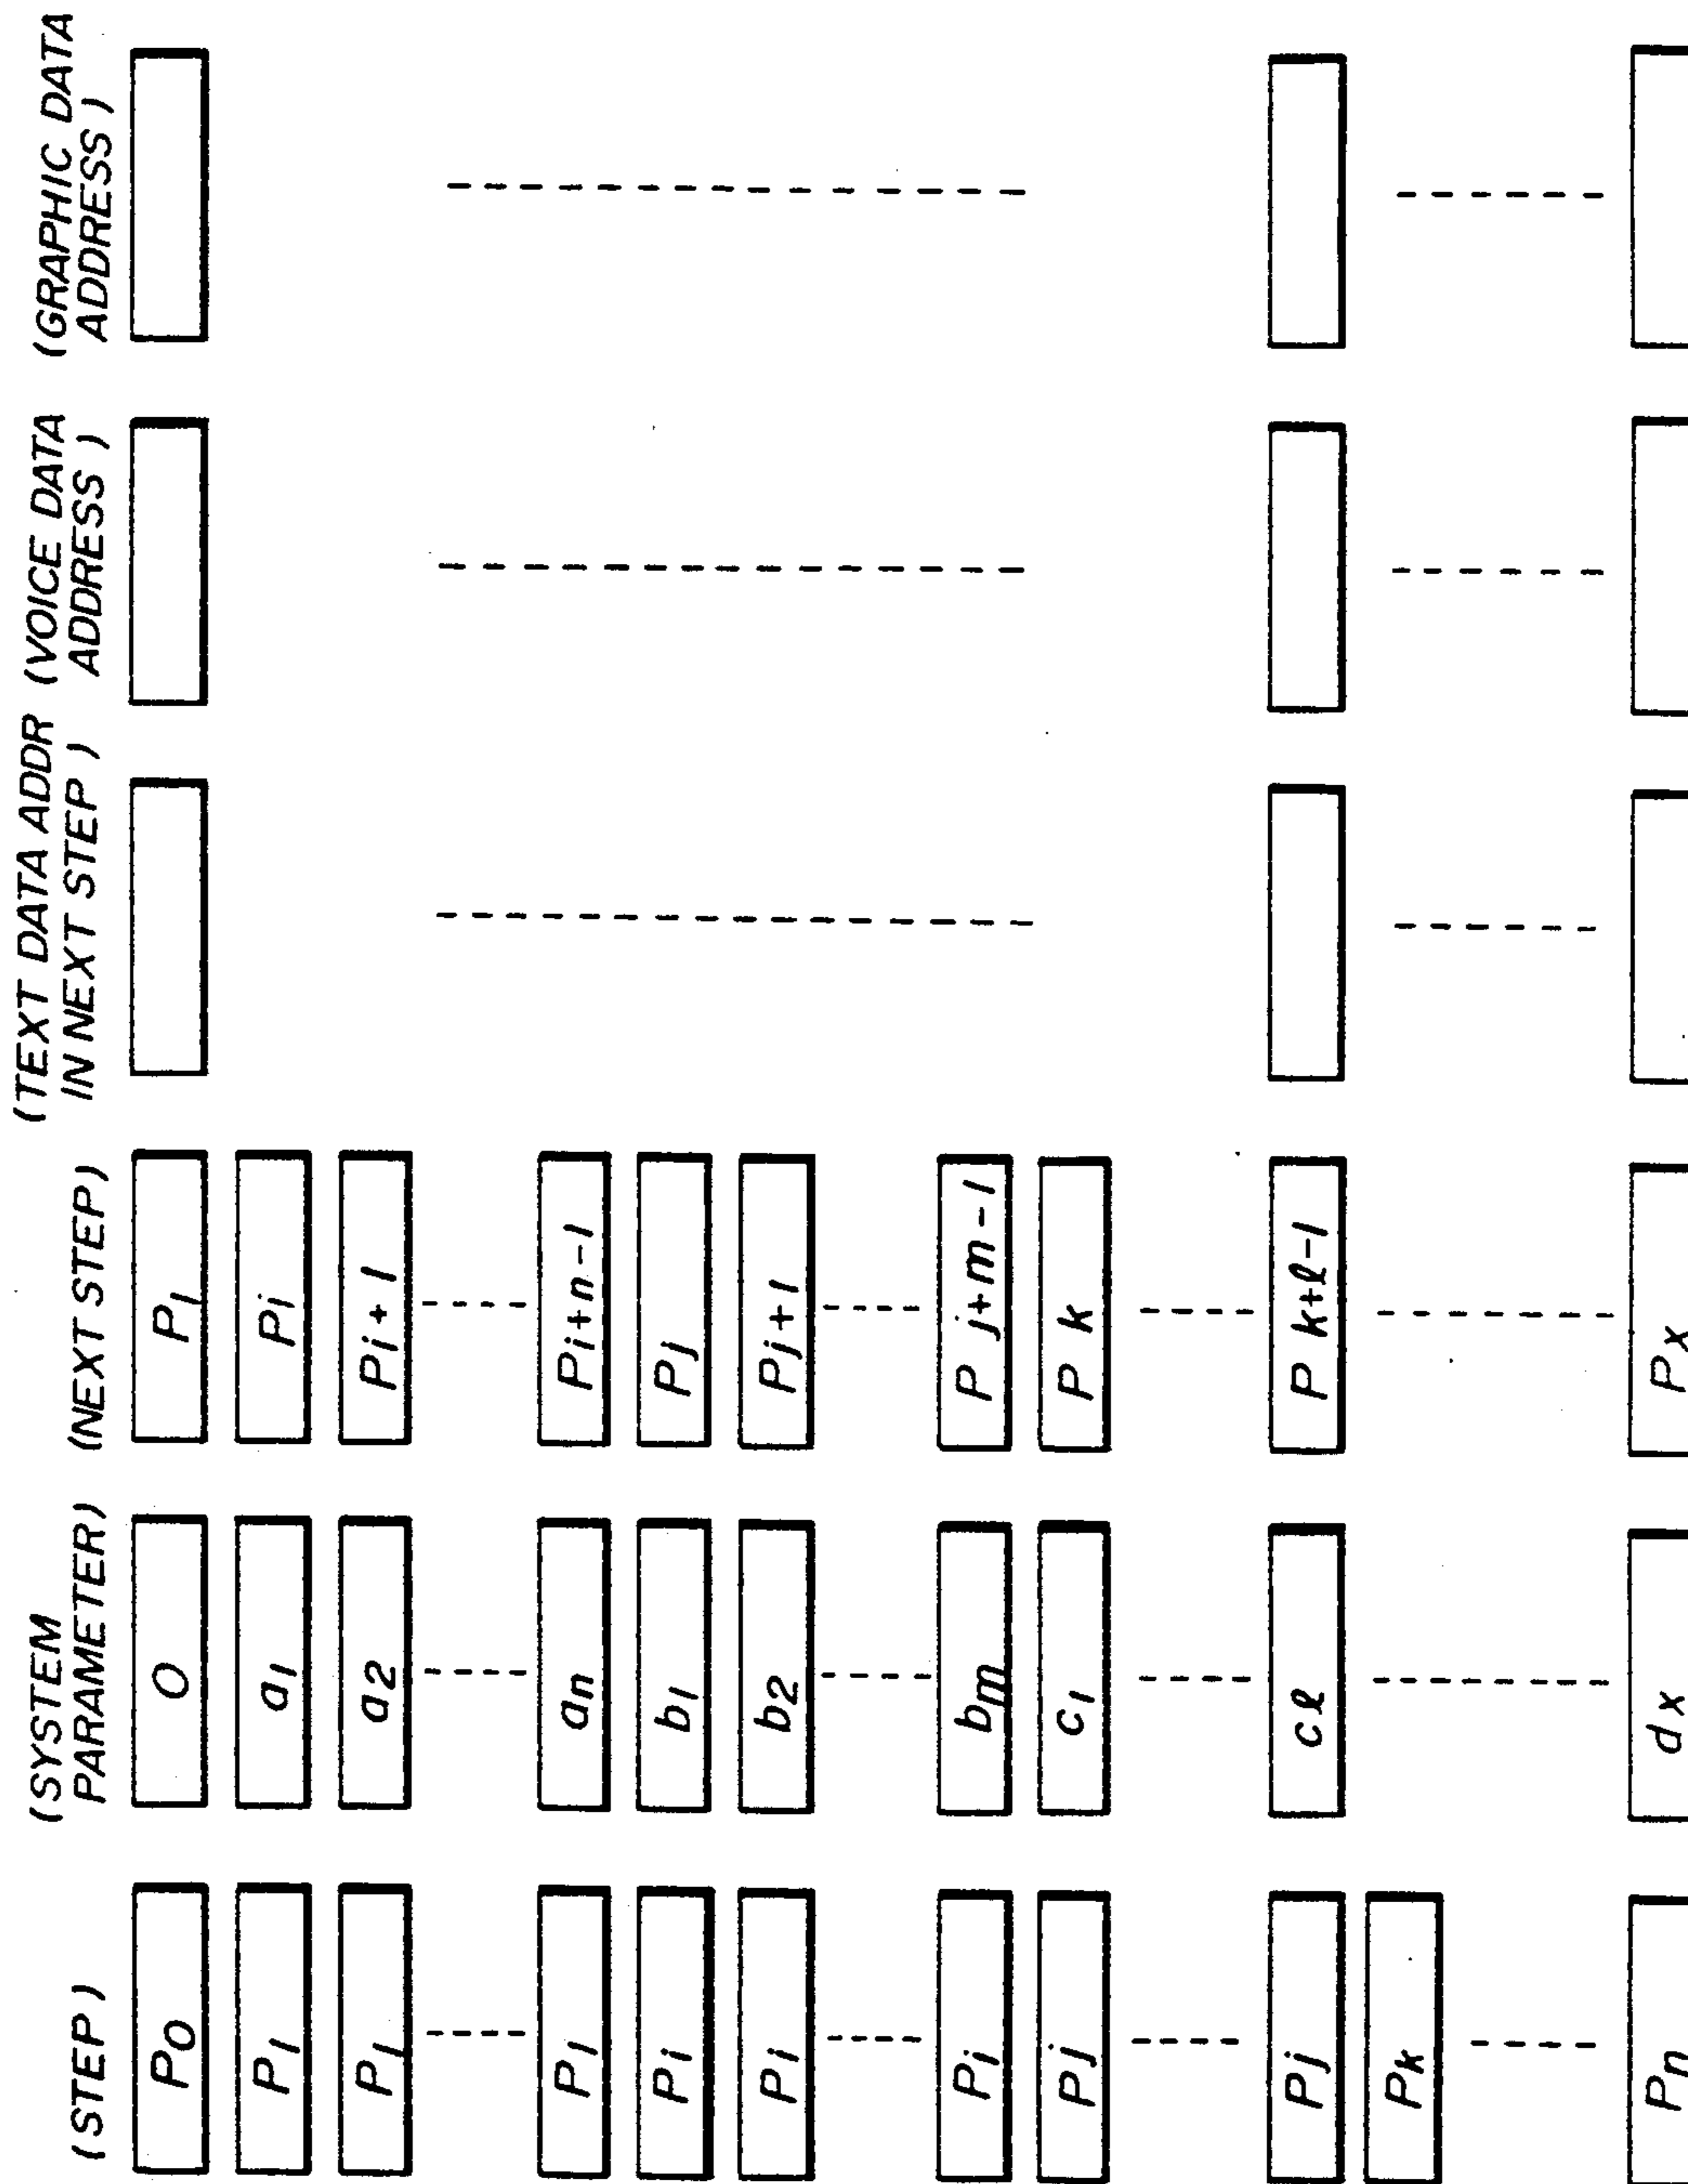 (STEP)
(SYSTEM
PARAMETER)
(NEXT STEP)
(TEXT DATA ADDR
IN NEXT STEP)
(VOICE DATA
ADDRESS)
(GRAPHIC DATA
ADDRESS)
P0 0 P1
P1 a1 Pi
P1 a2 Pi+1
P1 an Pi+n-1
Pi b1 Pj
Pi b2 Pj+1
Pi bm P j+m-1
Pj c1 P k
Pj cℓ P k+ℓ-1
Pk
Pn dx Px